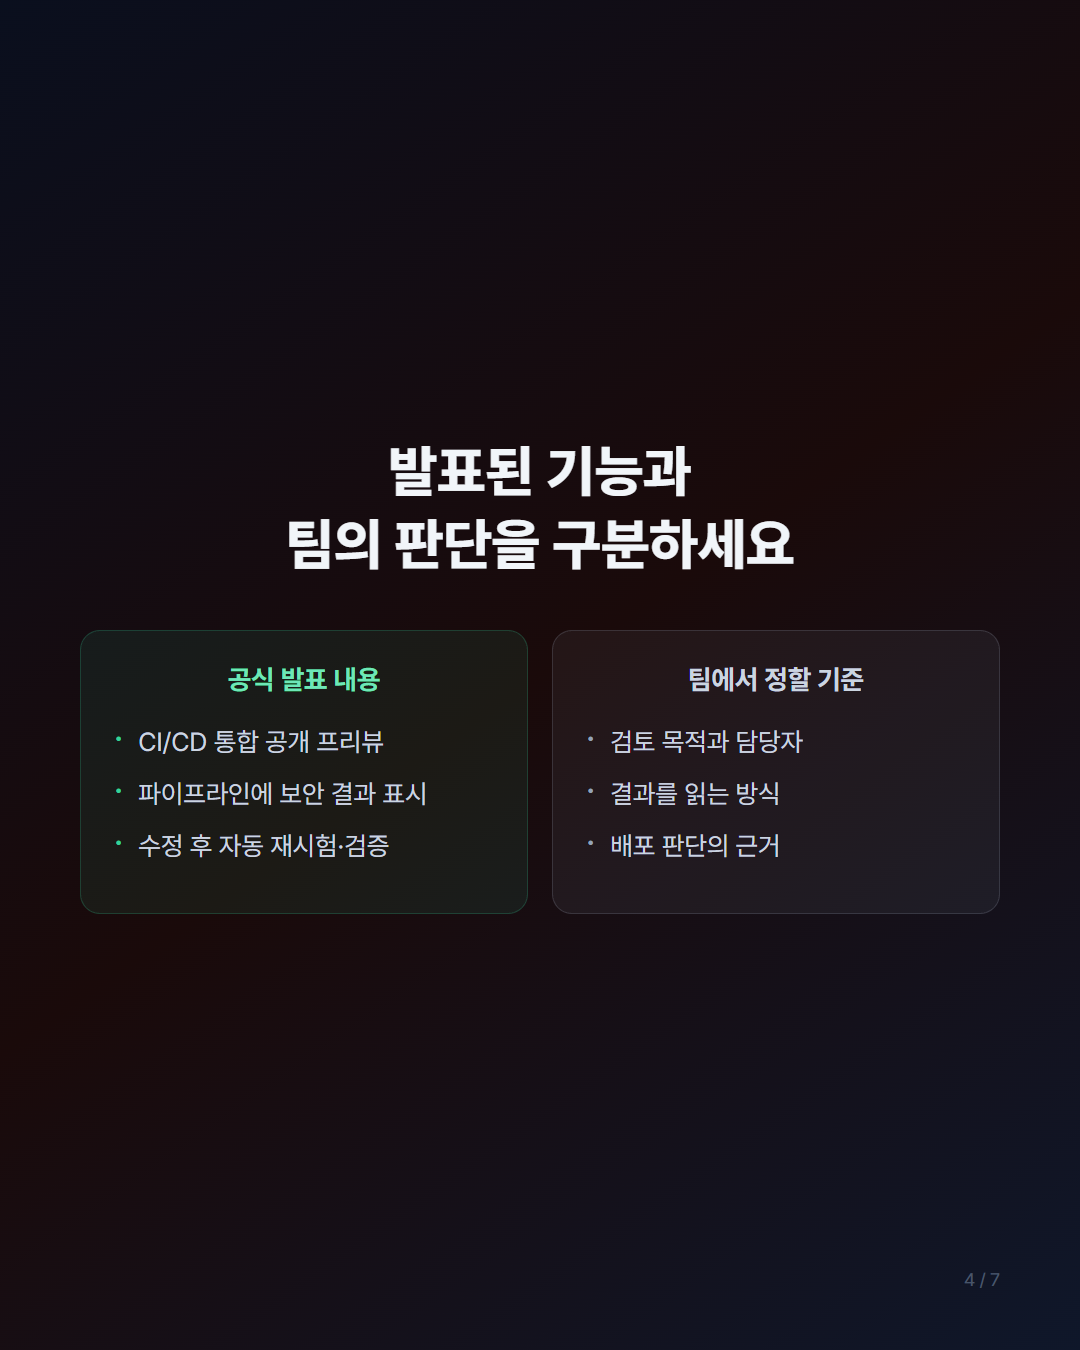 발표된 기능과
팀의 판단을 구분하세요
공식 발표 내용
• CI/CD 통합 공개 프리뷰
• 파이프라인에 보안 결과 표시
• 수정 후 자동 재시험·검증
팀에서 정할 기준
• 검토 목적과 담당자
• 결과를 읽는 방식
• 배포 판단의 근거
4 / 7